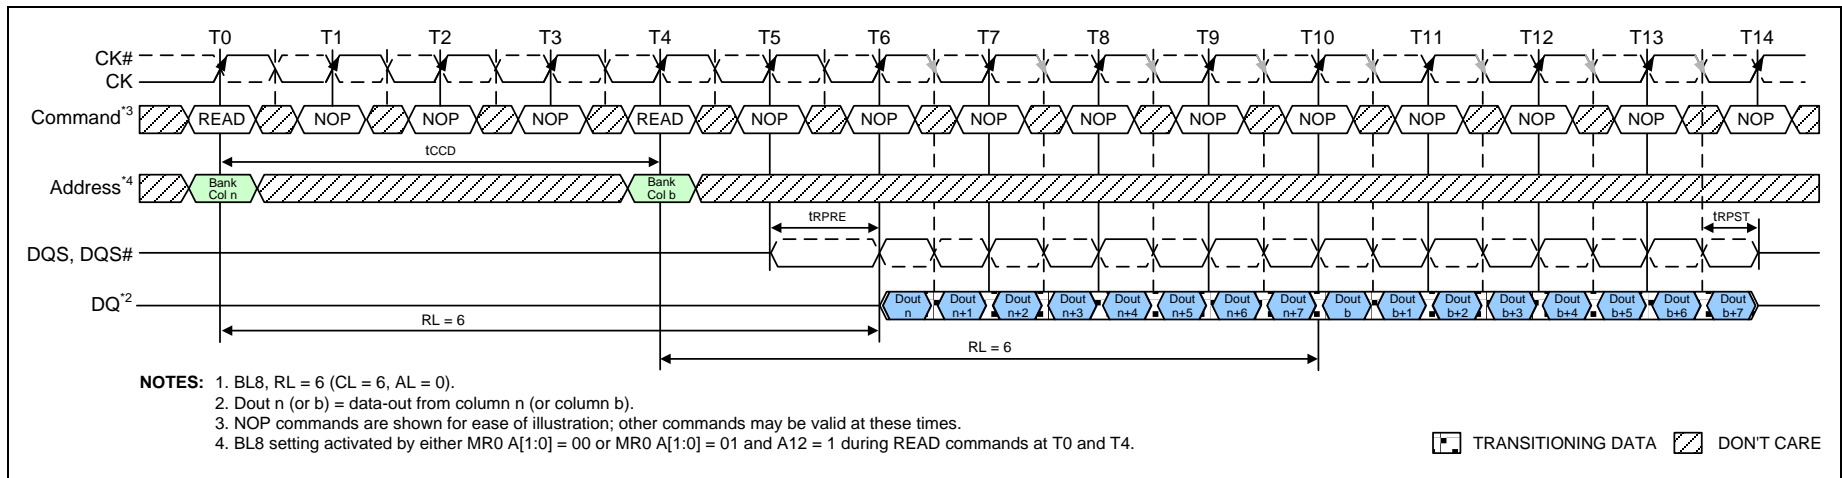 T0 T1 T2 T3 T4 T5 T6 T7 T8 T9 T10 T11 T12 T13 T14
CK#
CK
Command*3 READ NOP NOP NOP READ NOP NOP NOP NOP NOP NOP NOP NOP NOP NOP
tCCD
Address*4 Bank Col n Bank Col b
tRPRE tRPST
DQS, DQS#
DQ*2 Dout n Dout n+1 Dout n+2 Dout n+3 Dout n+4 Dout n+5 Dout n+6 Dout n+7 Dout b Dout b+1 Dout b+2 Dout b+3 Dout b+4 Dout b+5 Dout b+6 Dout b+7
RL = 6
RL = 6
NOTES: 1. BL8, RL = 6 (CL = 6, AL = 0).
2. Dout n (or b) = data-out from column n (or column b).
3. NOP commands are shown for ease of illustration; other commands may be valid at these times.
4. BL8 setting activated by either MR0 A[1:0] = 00 or MR0 A[1:0] = 01 and A12 = 1 during READ commands at T0 and T4.
TRANSITIONING DATA DON'T CARE